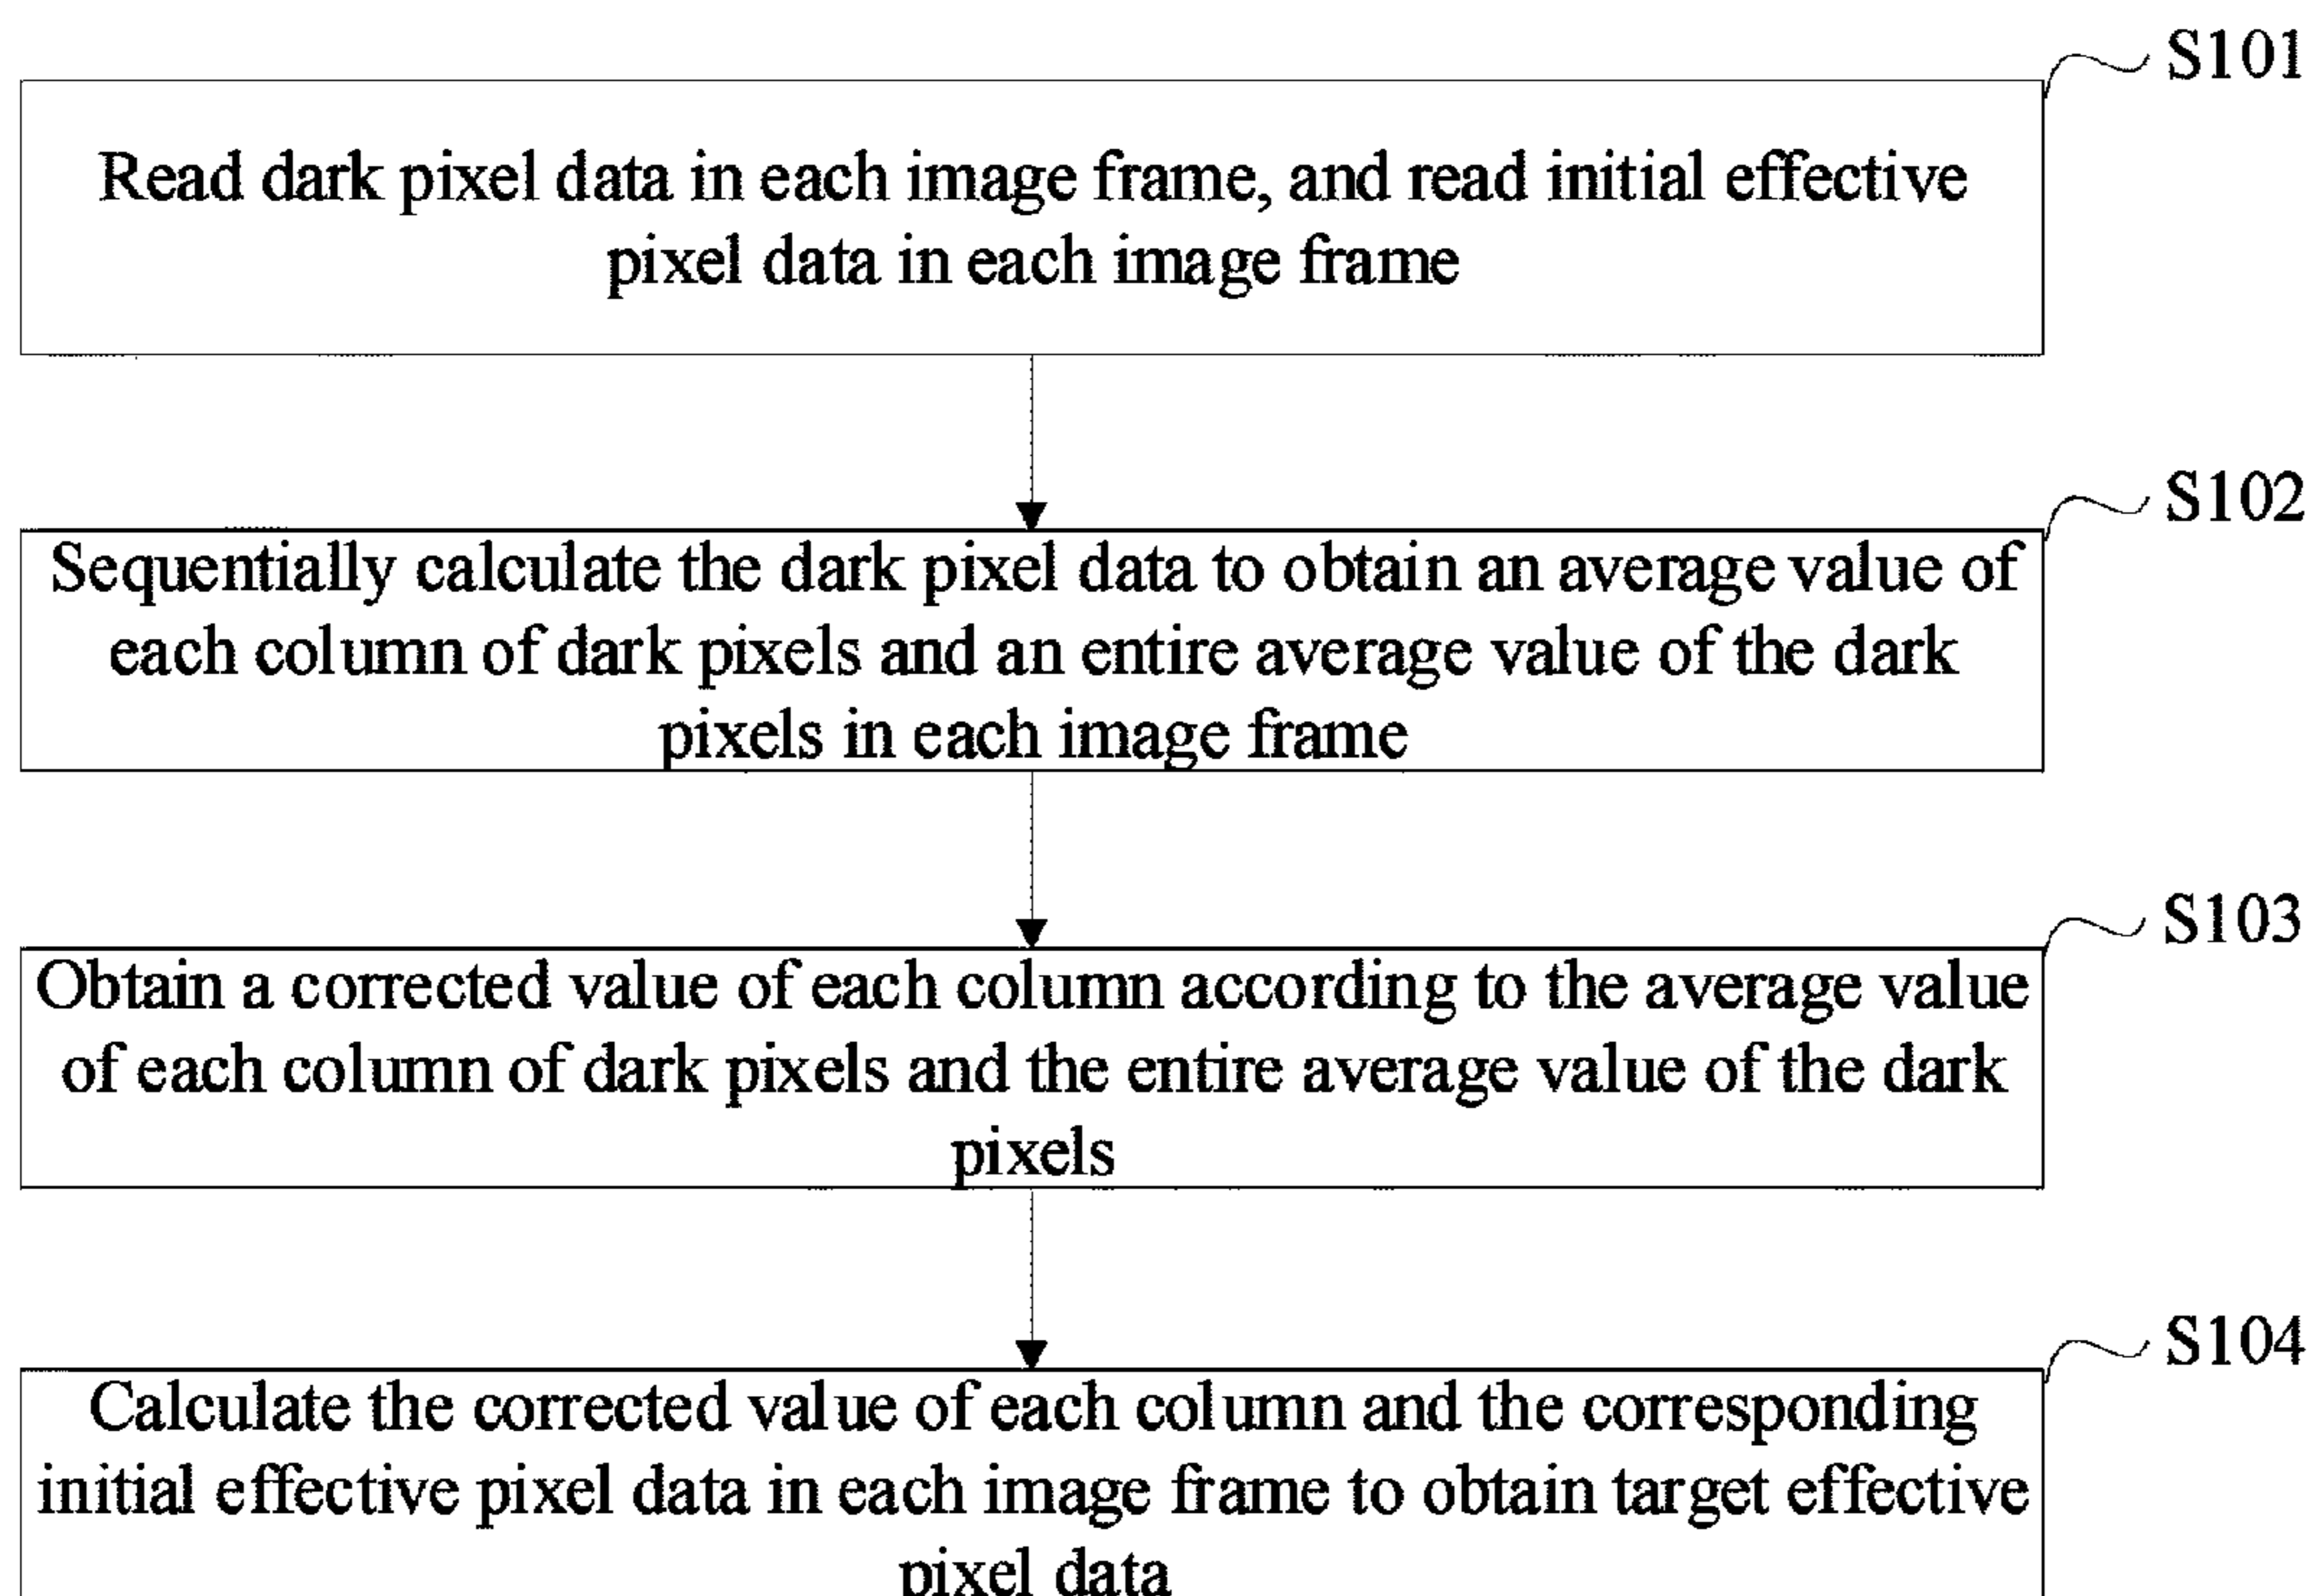 S101
Read dark pixel data in each image frame, and read initial effective
pixel data in each image frame
S102
Sequentially calculate the dark pixel data to obtain an average value of
each column of dark pixels and an entire average value of the dark
pixels in each image frame
S103
Obtain a corrected value of each column according to the average value
of each column of dark pixels and the entire average value of the dark
pixels
S104
Calculate the corrected value of each column and the corresponding
initial effective pixel data in each image frame to obtain target effective
pixel data